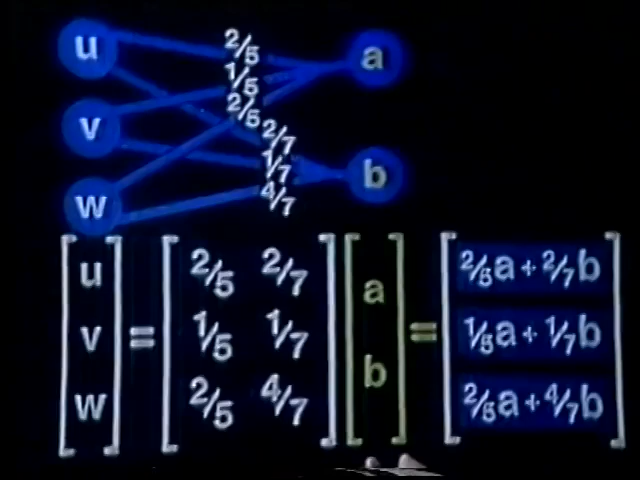 u 2/5 a
1/5
v 2/5
2/7
1/7 b
w 4/7
u 2/5 2/7 a 2/5a + 2/7b
v = 1/5 1/7 = 1/5a + 1/7b
w 2/5 4/7 b 2/5a + 4/7b